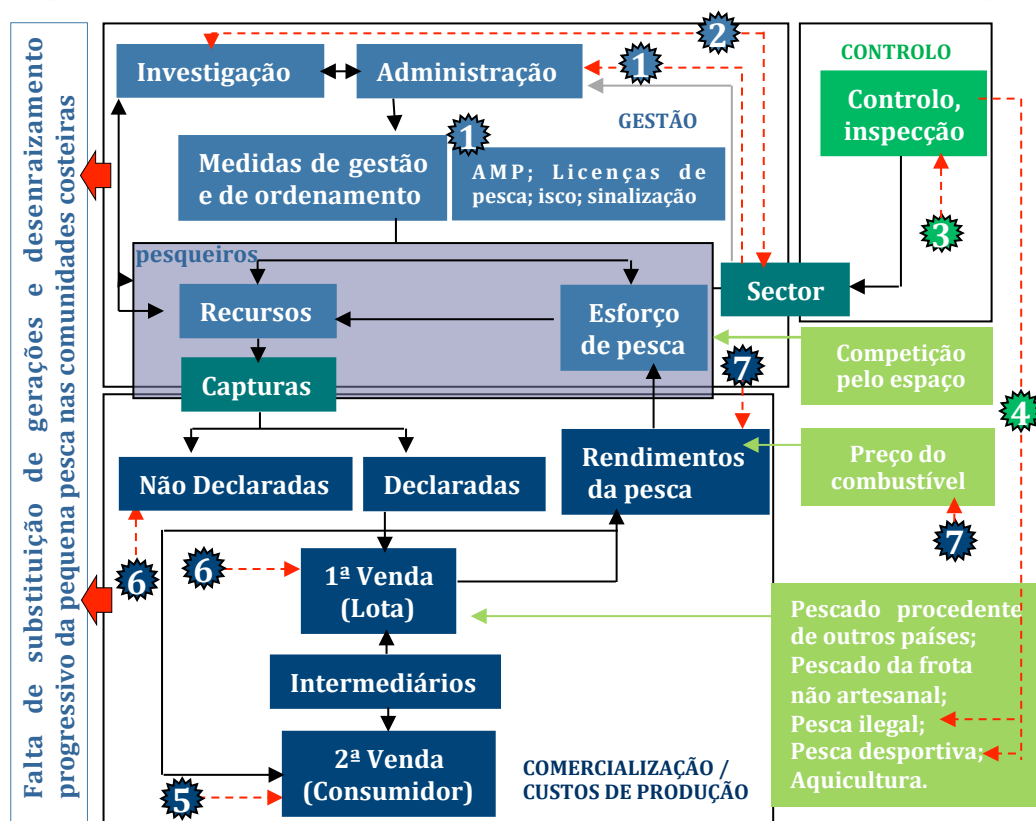 Falta de substituição de gerações e desenraizamento
progressivo da pequena pesca nas comunidades costeiras
2
Investigação
Administração
1
CONTROLO
Controlo,
inspecção
GESTÃO
1
Medidas de gestão
e de ordenamento
AMP; Licenças de
pesca; isco; sinalização
3
pesqueiros
Sector
Recursos
Esforço
de pesca
Competição
pelo espaço
Capturas
7
4
Não Declaradas
Declaradas
Rendimentos
da pesca
Preço do
combustível
7
6
6
1ª Venda
(Lota)
Pescado procedente
de outros países;
Pescado da frota
não artesanal;
Pesca ilegal;
Pesca desportiva;
Aquicultura.
Intermediários
2ª Venda
(Consumidor)
5
COMERCIALIZAÇÃO /
CUSTOS DE PRODUÇÃO